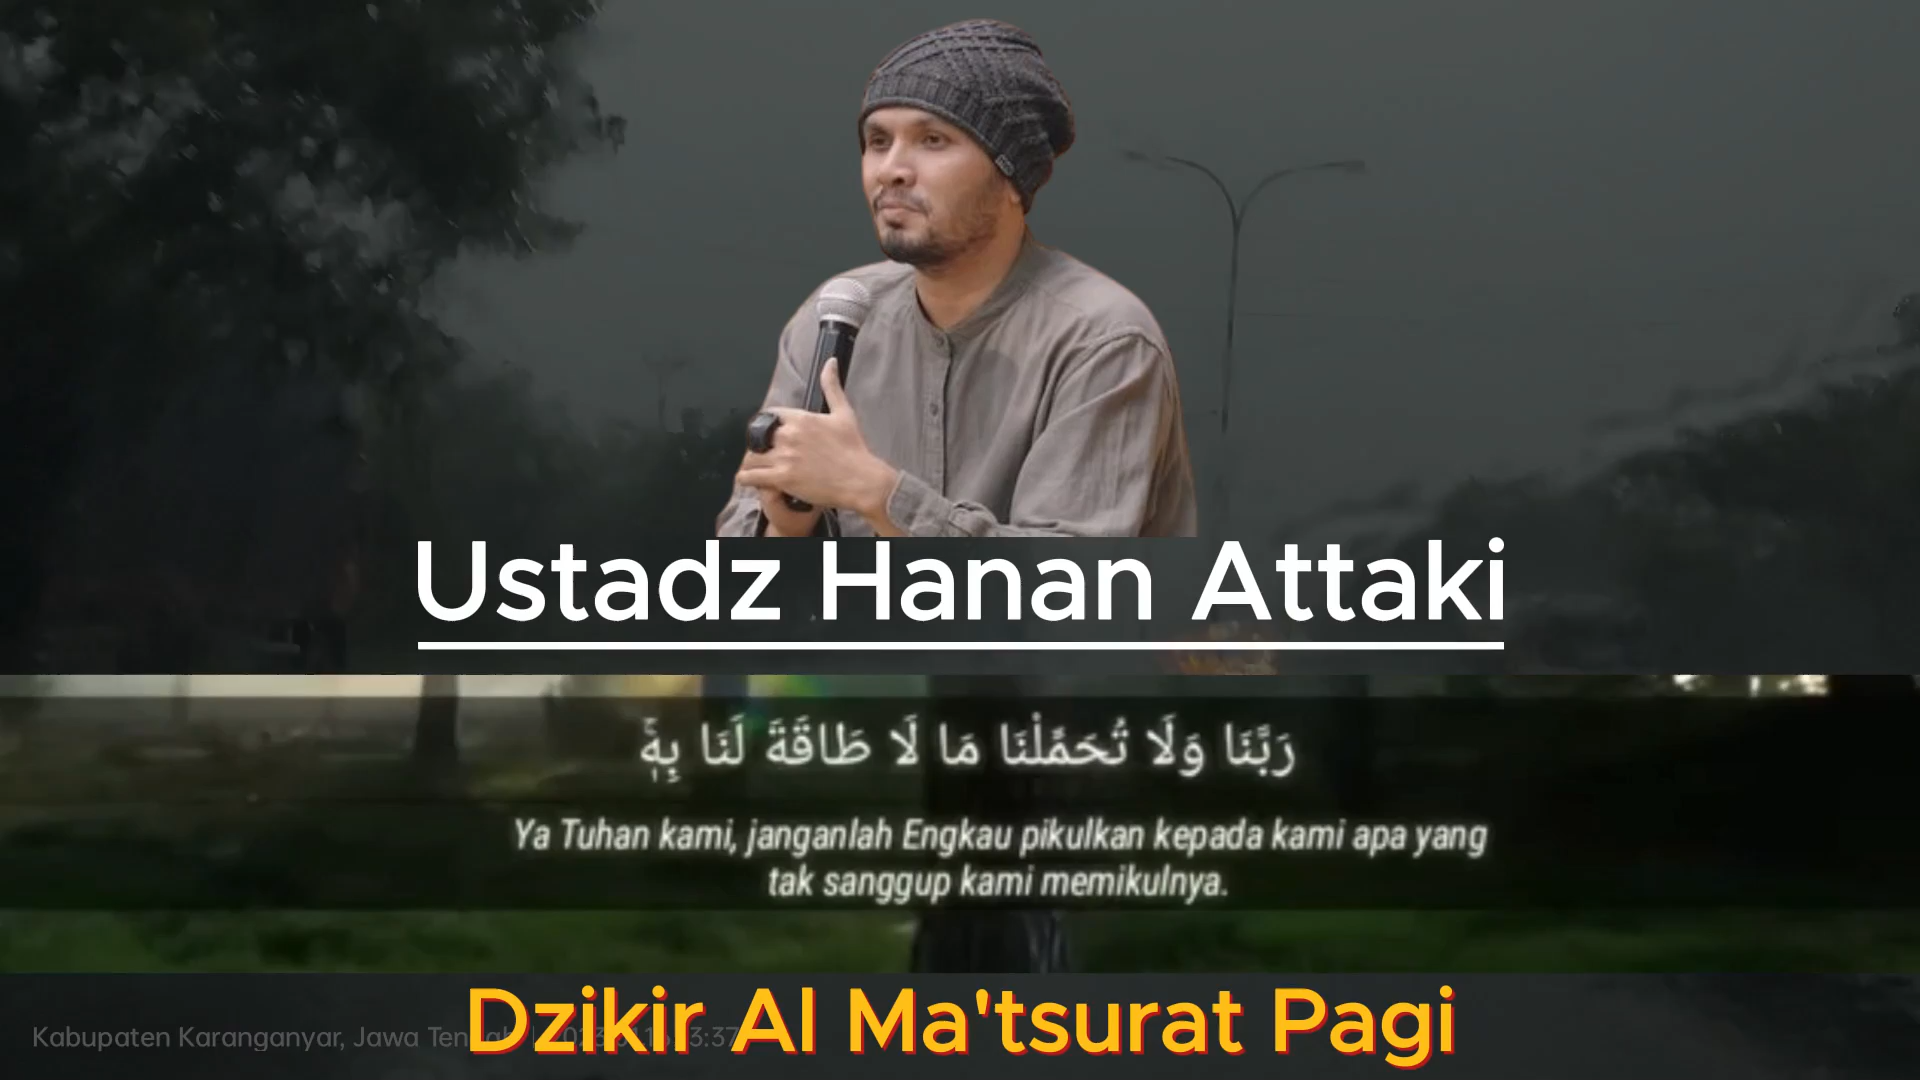 Ustadz Hanan Attaki
رَبَّنَا وَلَا تُحَمِّلْنَا مَا لَا طَاقَةَ لَنَا بِهٖۚ
Ya Tuhan kami, janganlah Engkau pikulkan kepada kami apa yang
tak sanggup kami memikulnya.
Dzikir Al Ma'tsurat Pagi
Kabupaten Karanganyar, Jawa